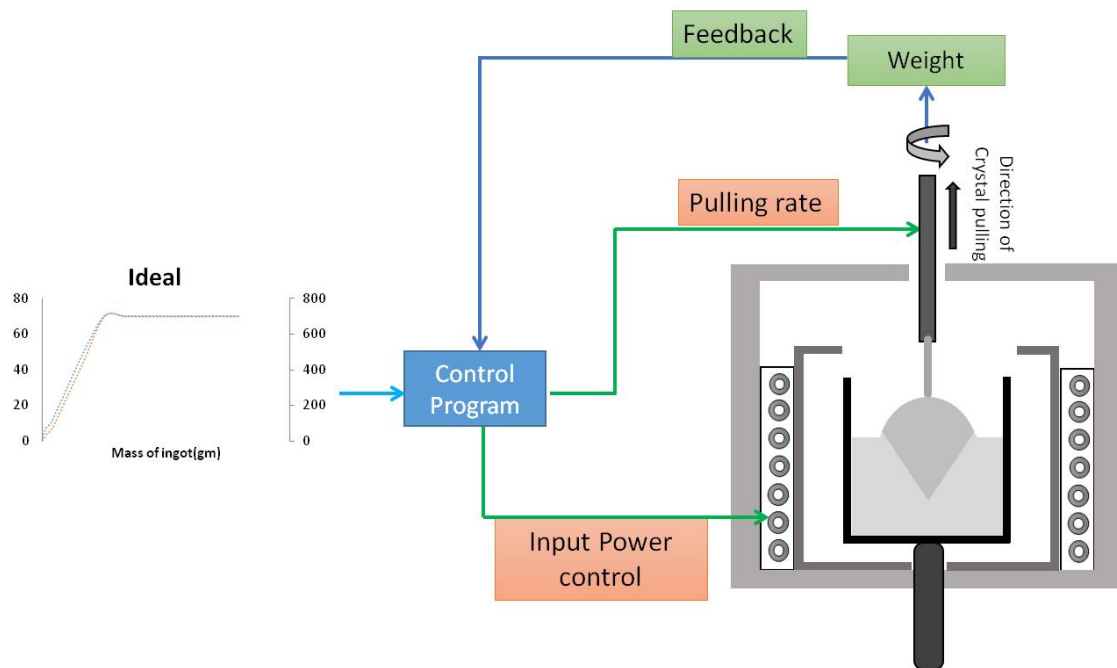 Feedback
Weight
Direction of
Crystal pulling
Pulling rate
Ideal
80
60
40
20
0
800
600
400
200
0
Mass of ingot(gm)
Control
Program
Input Power
control